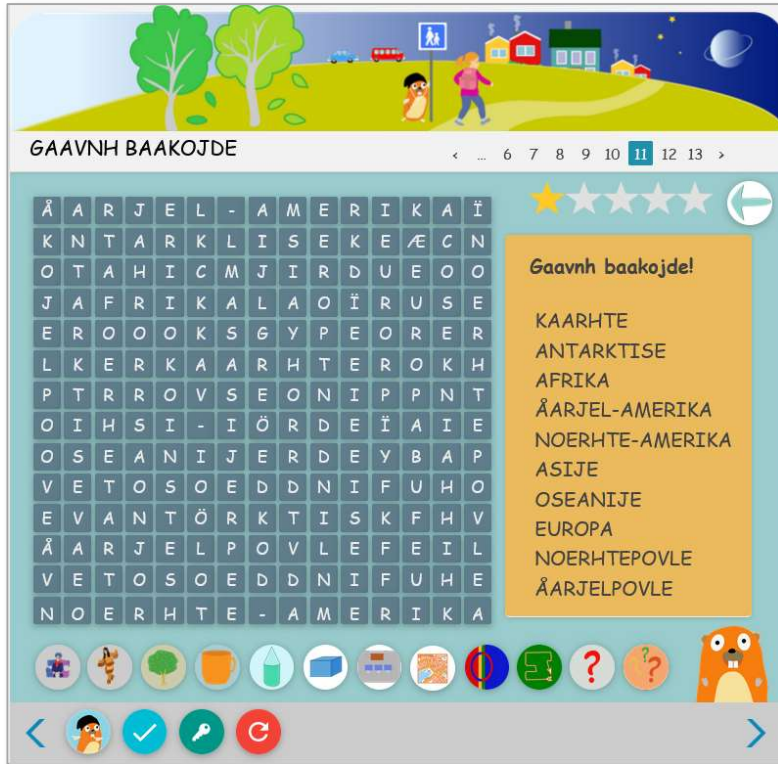 GAAVNH BAAKOJDE
‹ ... 6 7 8 9 10 11 12 13 ›
Å A R J E L - A M E R I K A Ï
K N T A R K L I S E K E Æ C N
O T A H I C M J I R D U E O O
J A F R I K A L A O Ï R U S E
E R O O O K S G Y P E O R E R
L K E R K A A R H T E R O K H
P T R R O V S E O N I P P N T
O I H S I - I Ö R D E Ï A I E
O S E A N I J E R D E Y B A P
V E T O S O E D D N I F U H O
E V A N T Ö R K T I S K F H V
Å A R J E L P O V L E F E I L
V E T O S O E D D N I F U H E
N O E R H T E - A M E R I K A
Gaavnh baakojde!
KAARHTE
ANTARKTISE
AFRIKA
ÅARJEL-AMERIKA
NOERHTE-AMERIKA
ASIJE
OSEANIJE
EUROPA
NOERHTEPOVLE
ÅARJELPOVLE